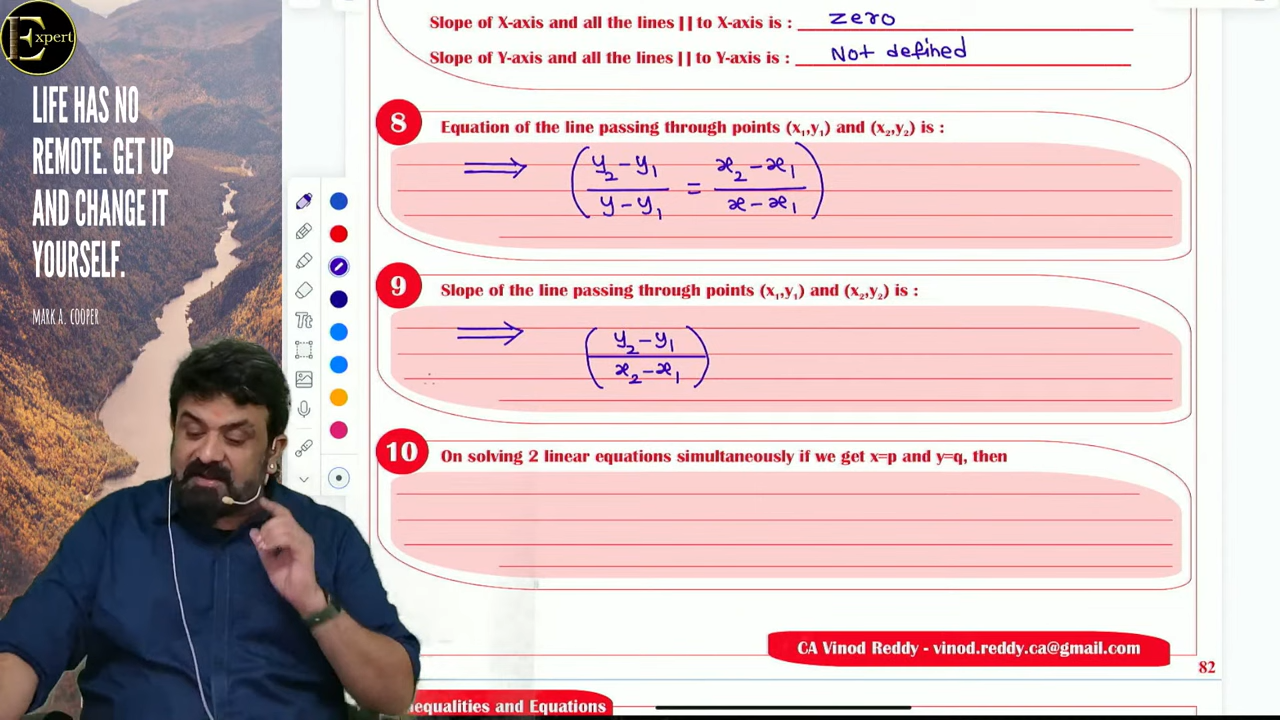 Expert
LIFE HAS NO
REMOTE. GET UP
AND CHANGE IT
YOURSELF.
MARK A. COOPER
Slope of X-axis and all the lines || to X-axis is : zero
Slope of Y-axis and all the lines || to Y-axis is : Not defined
8 Equation of the line passing through points (x₁,y₁) and (x₂,y₂) is :
⟹ ( (y₂ - y₁)/(y - y₁) = (x₂ - x₁)/(x - x₁) )
9 Slope of the line passing through points (x₁,y₁) and (x₂,y₂) is :
⟹ ( (y₂ - y₁)/(x₂ - x₁) )
Tt
10 On solving 2 linear equations simultaneously if we get x=p and y=q, then
CA Vinod Reddy - vinod.reddy.ca@gmail.com
82
equalities and Equations